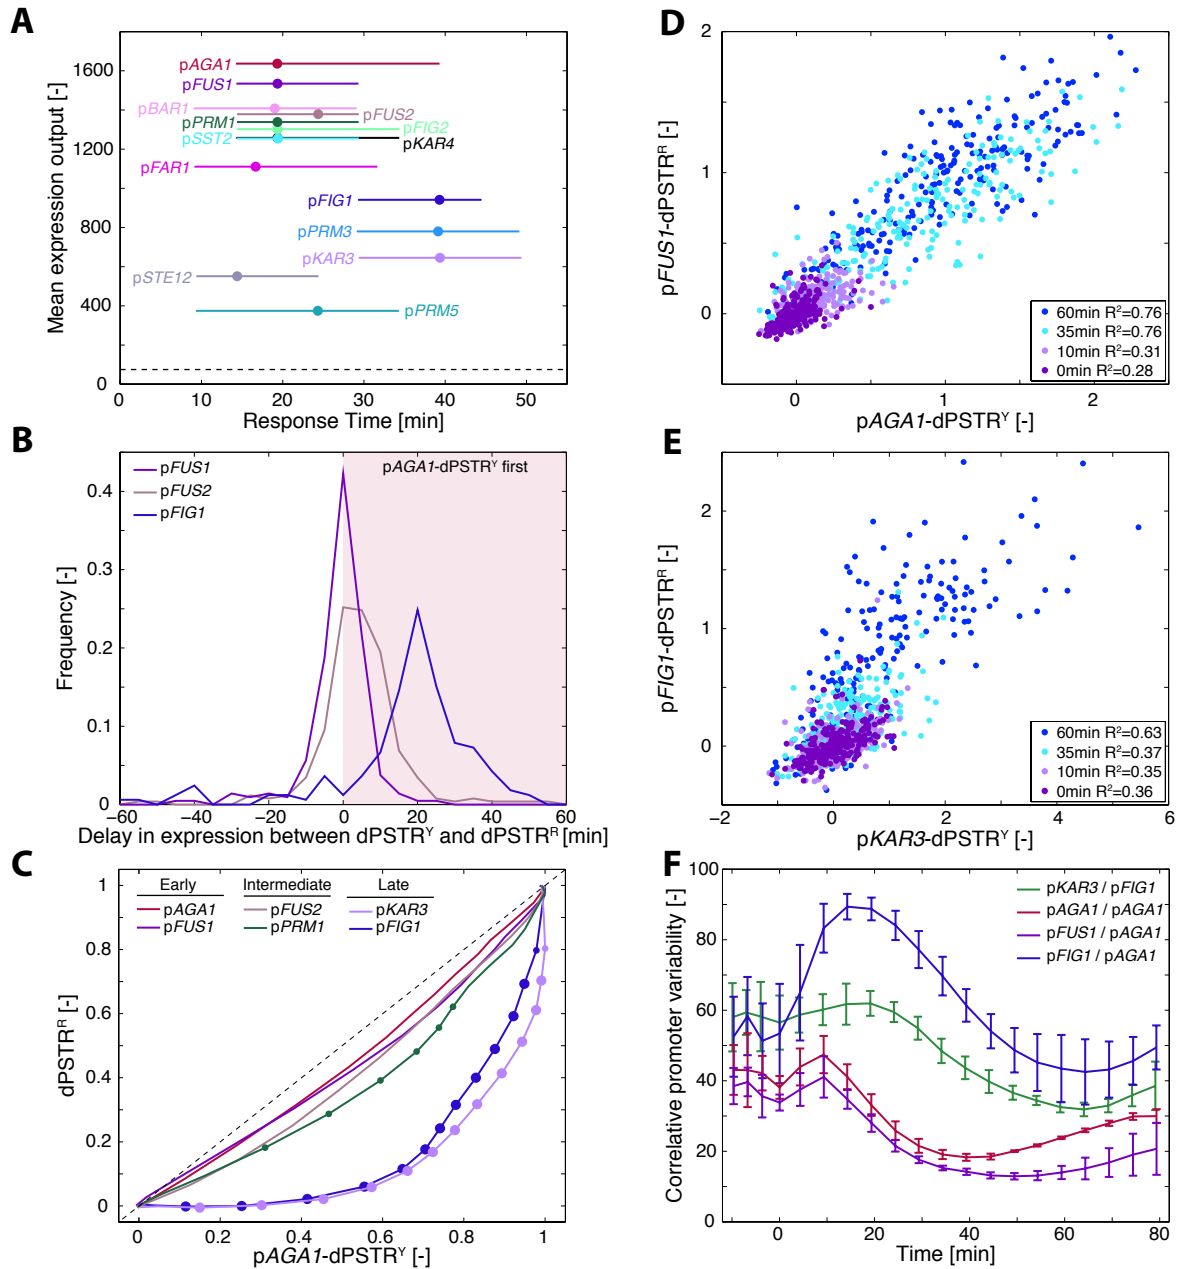 A
Mean expression output [-]
1600
1200
800
400
0
pAGA1
pFUS1
pBAR1
pFUS2
pPRM1
pFIG2
pSST2
pKAR4
pFAR1
pFIG1
pPRM3
pKAR3
pSTE12
pPRM5
0 10 20 30 40 50
Response Time [min]
B
Frequency [-]
0.4
0.3
0.2
0.1
0
pFUS1
pFUS2
pFIG1
pAGA1-dPSTRY first
−60 −40 −20 0 20 40 60
Delay in expression between dPSTRY and dPSTRR [min]
C
dPSTRR [-]
1
0.8
0.6
0.4
0.2
0
Early Intermediate Late
pAGA1 pFUS2 pKAR3
pFUS1 pPRM1 pFIG1
0 0.2 0.4 0.6 0.8 1
pAGA1-dPSTRY [-]
D
pFUS1-dPSTRR [-]
2
1
0
60min R2=0.76
35min R2=0.76
10min R2=0.31
0min R2=0.28
0 1 2
pAGA1-dPSTRY [-]
E
pFIG1-dPSTRR [-]
2
1
0
60min R2=0.63
35min R2=0.37
10min R2=0.35
0min R2=0.36
−2 0 2 4 6
pKAR3-dPSTRY [-]
F
Correlative promoter variability [-]
100
80
60
40
20
0
pKAR3 / pFIG1
pAGA1 / pAGA1
pFUS1 / pAGA1
pFIG1 / pAGA1
0 20 40 60 80
Time [min]